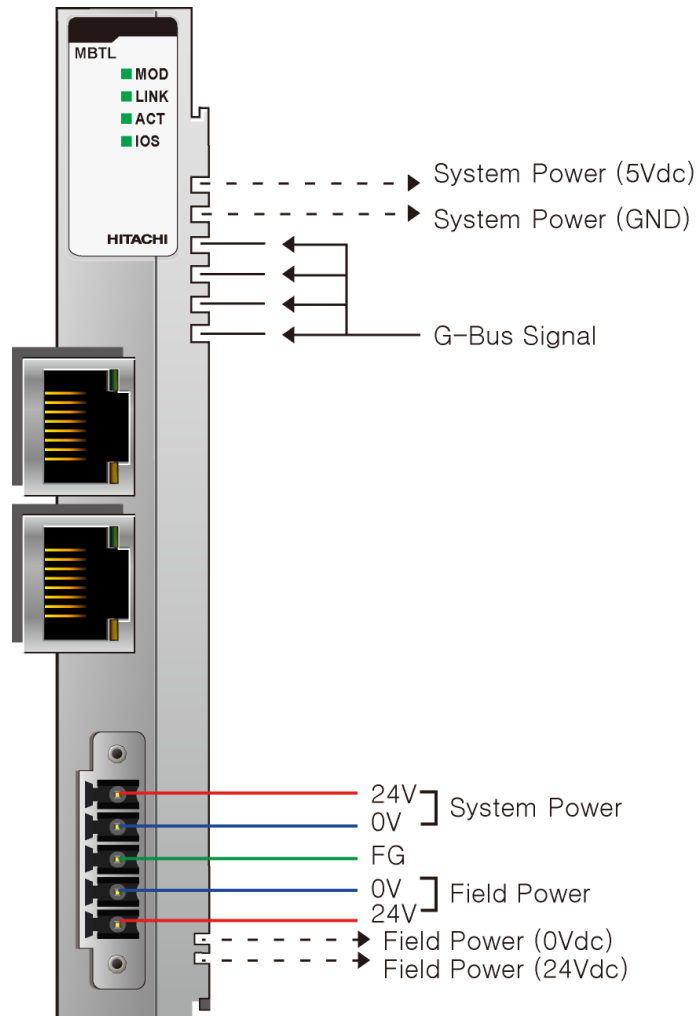 MBTL
MOD
LINK
ACT
IOS
HITACHI
System Power (5Vdc)
System Power (GND)
G-Bus Signal
24V
0V
System Power
FG
0V
24V
Field Power
Field Power (0Vdc)
Field Power (24Vdc)